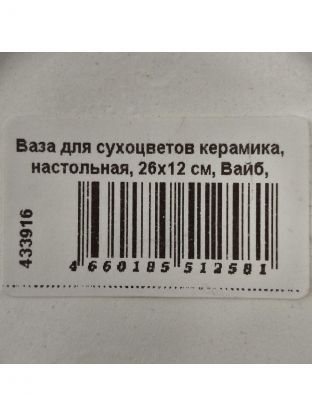 Ваза для сухоцветов керамика,
настольная, 26х12 см, Вайб,
433916
4 660185 512581